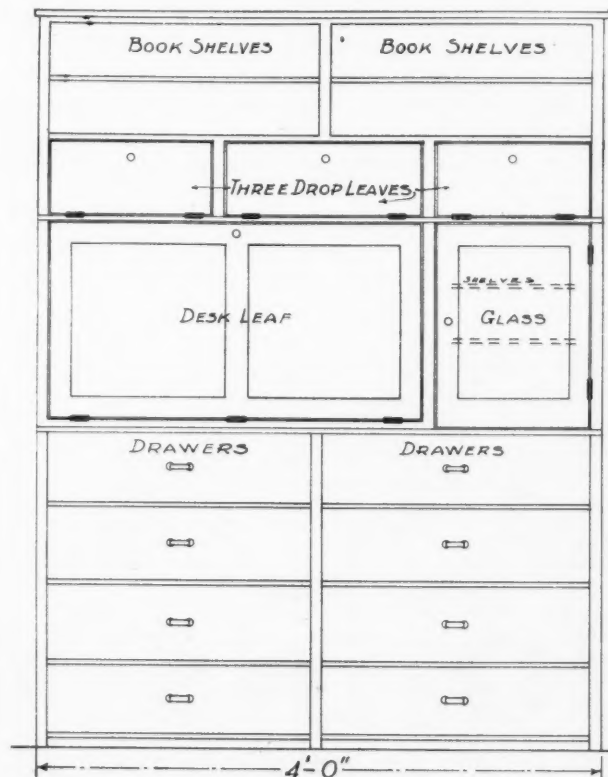 BOOK SHELVES
BOOK SHELVES
THREE DROP LEAVES
SHELVES
DESK LEAF
GLASS
DRAWERS
DRAWERS
4'-0"